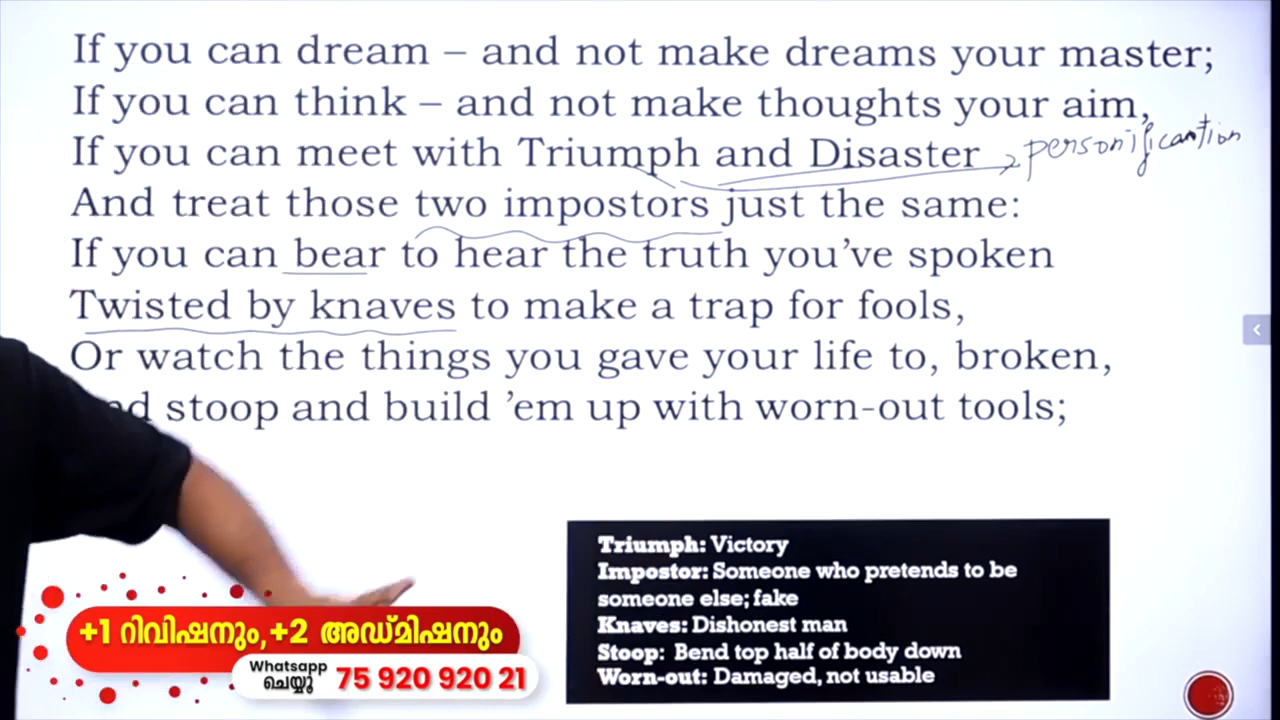 If you can dream – and not make dreams your master;
If you can think – and not make thoughts your aim,
If you can meet with Triumph and Disaster → personification
And treat those two impostors just the same:
If you can bear to hear the truth you’ve spoken
Twisted by knaves to make a trap for fools,
Or watch the things you gave your life to, broken,
And stoop and build ’em up with worn-out tools;
Triumph: Victory
Impostor: Someone who pretends to be
someone else; fake
Knaves: Dishonest man
Stoop: Bend top half of body down
Worn-out: Damaged, not usable
+1 റിവിഷനും,+2 അഡ്മിഷനും
Whatsapp
ചെയ്യൂ
75 920 920 21